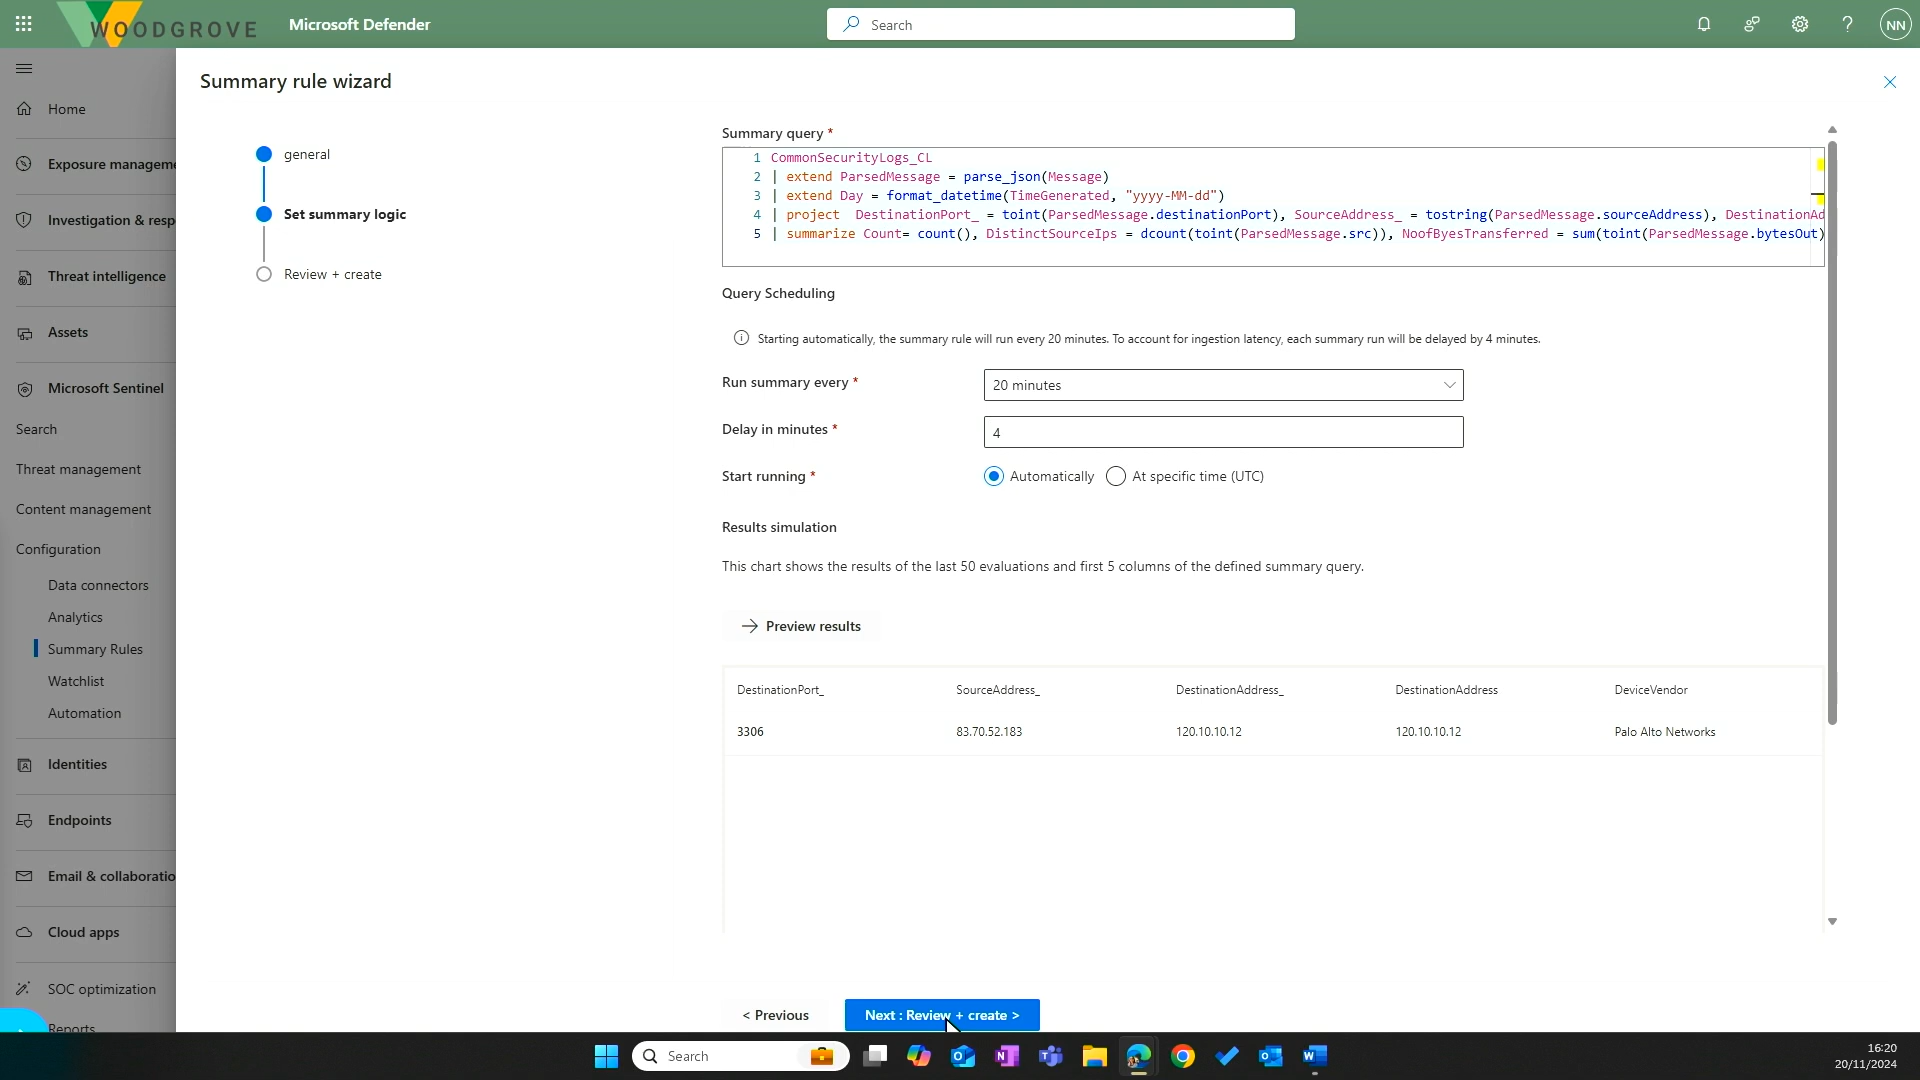 WOODGROVE
Microsoft Defender
Search
NN
Summary rule wizard
Home
Exposure manageme
Investigation & resp
Threat intelligence
Assets
Microsoft Sentinel
Search
Threat management
Content management
Configuration
Data connectors
Analytics
Summary Rules
Watchlist
Automation
Identities
Endpoints
Email & collaboratio
Cloud apps
SOC optimization
Reports
general
Set summary logic
Review + create
Summary query *
1 CommonSecurityLogs_CL
2 | extend ParsedMessage = parse_json(Message)
3 | extend Day = format_datetime(TimeGenerated, "yyyy-MM-dd")
4 | project  DestinationPort_ = toint(ParsedMessage.destinationPort), SourceAddress_ = tostring(ParsedMessage.sourceAddress), DestinationAd
5 | summarize Count= count(), DistinctSourceIps = dcount(toint(ParsedMessage.src)), NoofByesTransferred = sum(toint(ParsedMessage.bytesOut)
Query Scheduling
Starting automatically, the summary rule will run every 20 minutes. To account for ingestion latency, each summary run will be delayed by 4 minutes.
Run summary every * 20 minutes
Delay in minutes * 4
Start running * Automatically At specific time (UTC)
Results simulation
This chart shows the results of the last 50 evaluations and first 5 columns of the defined summary query.
Preview results
DestinationPort_ SourceAddress_ DestinationAddress_ DestinationAddress DeviceVendor
3306 83.70.52.183 120.10.10.12 120.10.10.12 Palo Alto Networks
< Previous
Next : Review + create >
Search
16:20
20/11/2024